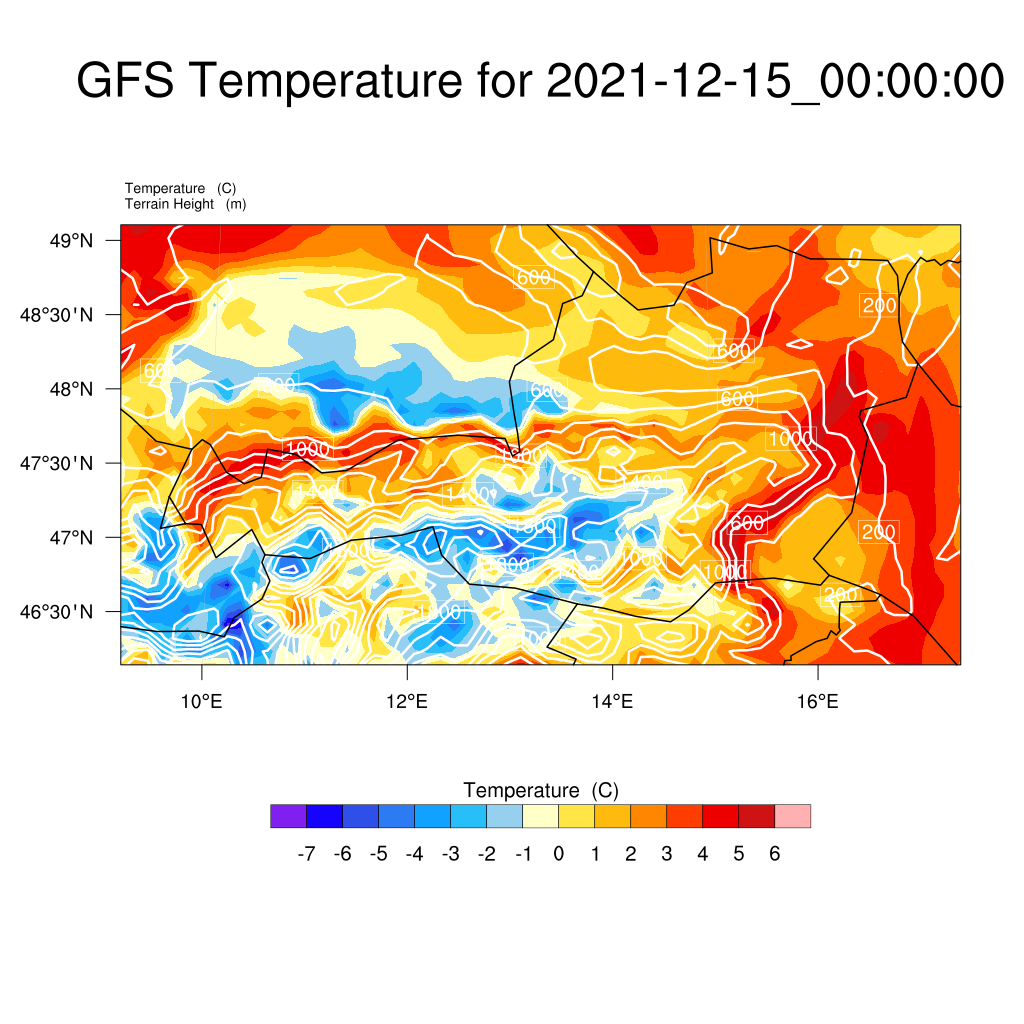 GFS Temperature for 2021-12-15_00:00:00
Temperature (C)
Terrain Height (m)
49°N
48°30'N
48°N
47°30'N
47°N
46°30'N
10°E
12°E
14°E
16°E
600
200
600
600
600
600
1000
1000
1400
1400
1400
600
200
1000
1000
200
Temperature (C)
-7 -6 -5 -4 -3 -2 -1 0 1 2 3 4 5 6